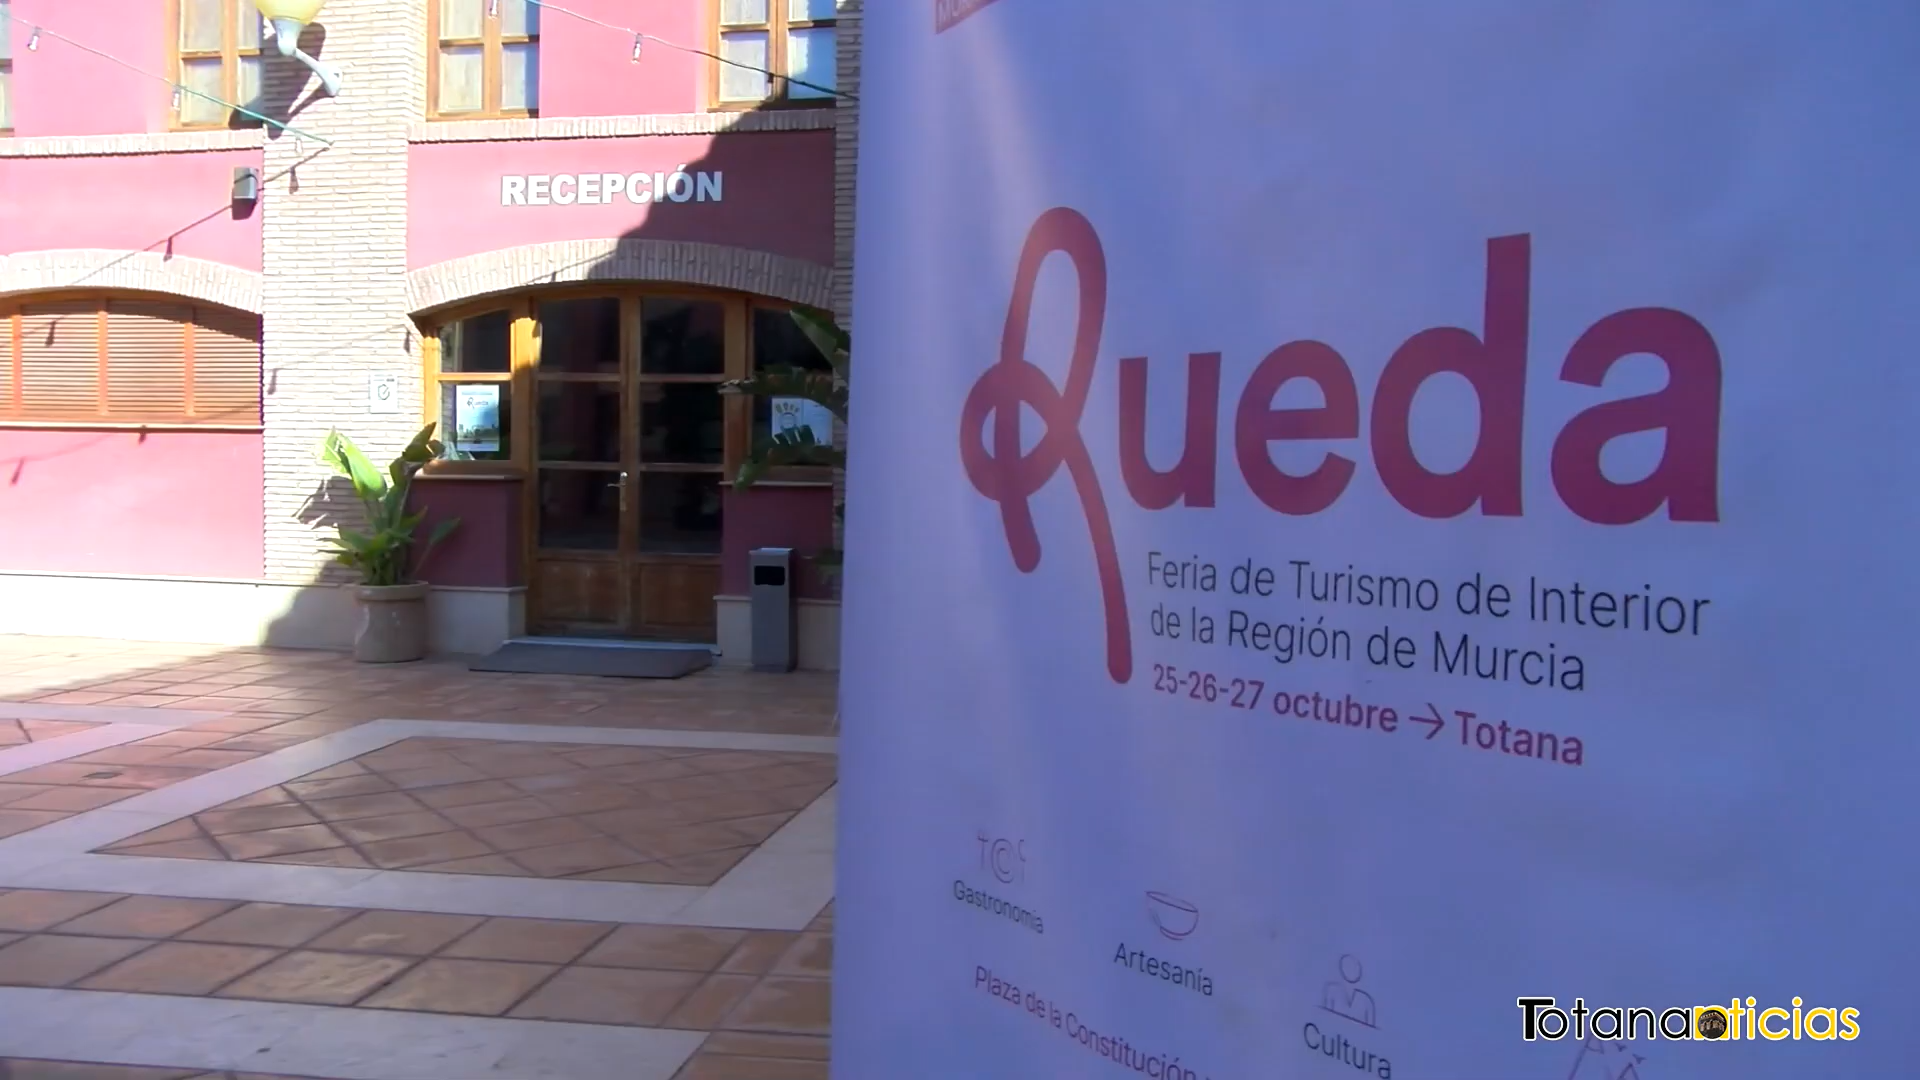 RECEPCIÓN
Rueda
Feria de Turismo de Interior
de la Región de Murcia
25-26-27 octubre → Totana
Gastronomía
Artesanía
Cultura
Plaza de la Constitución
Totananoticias